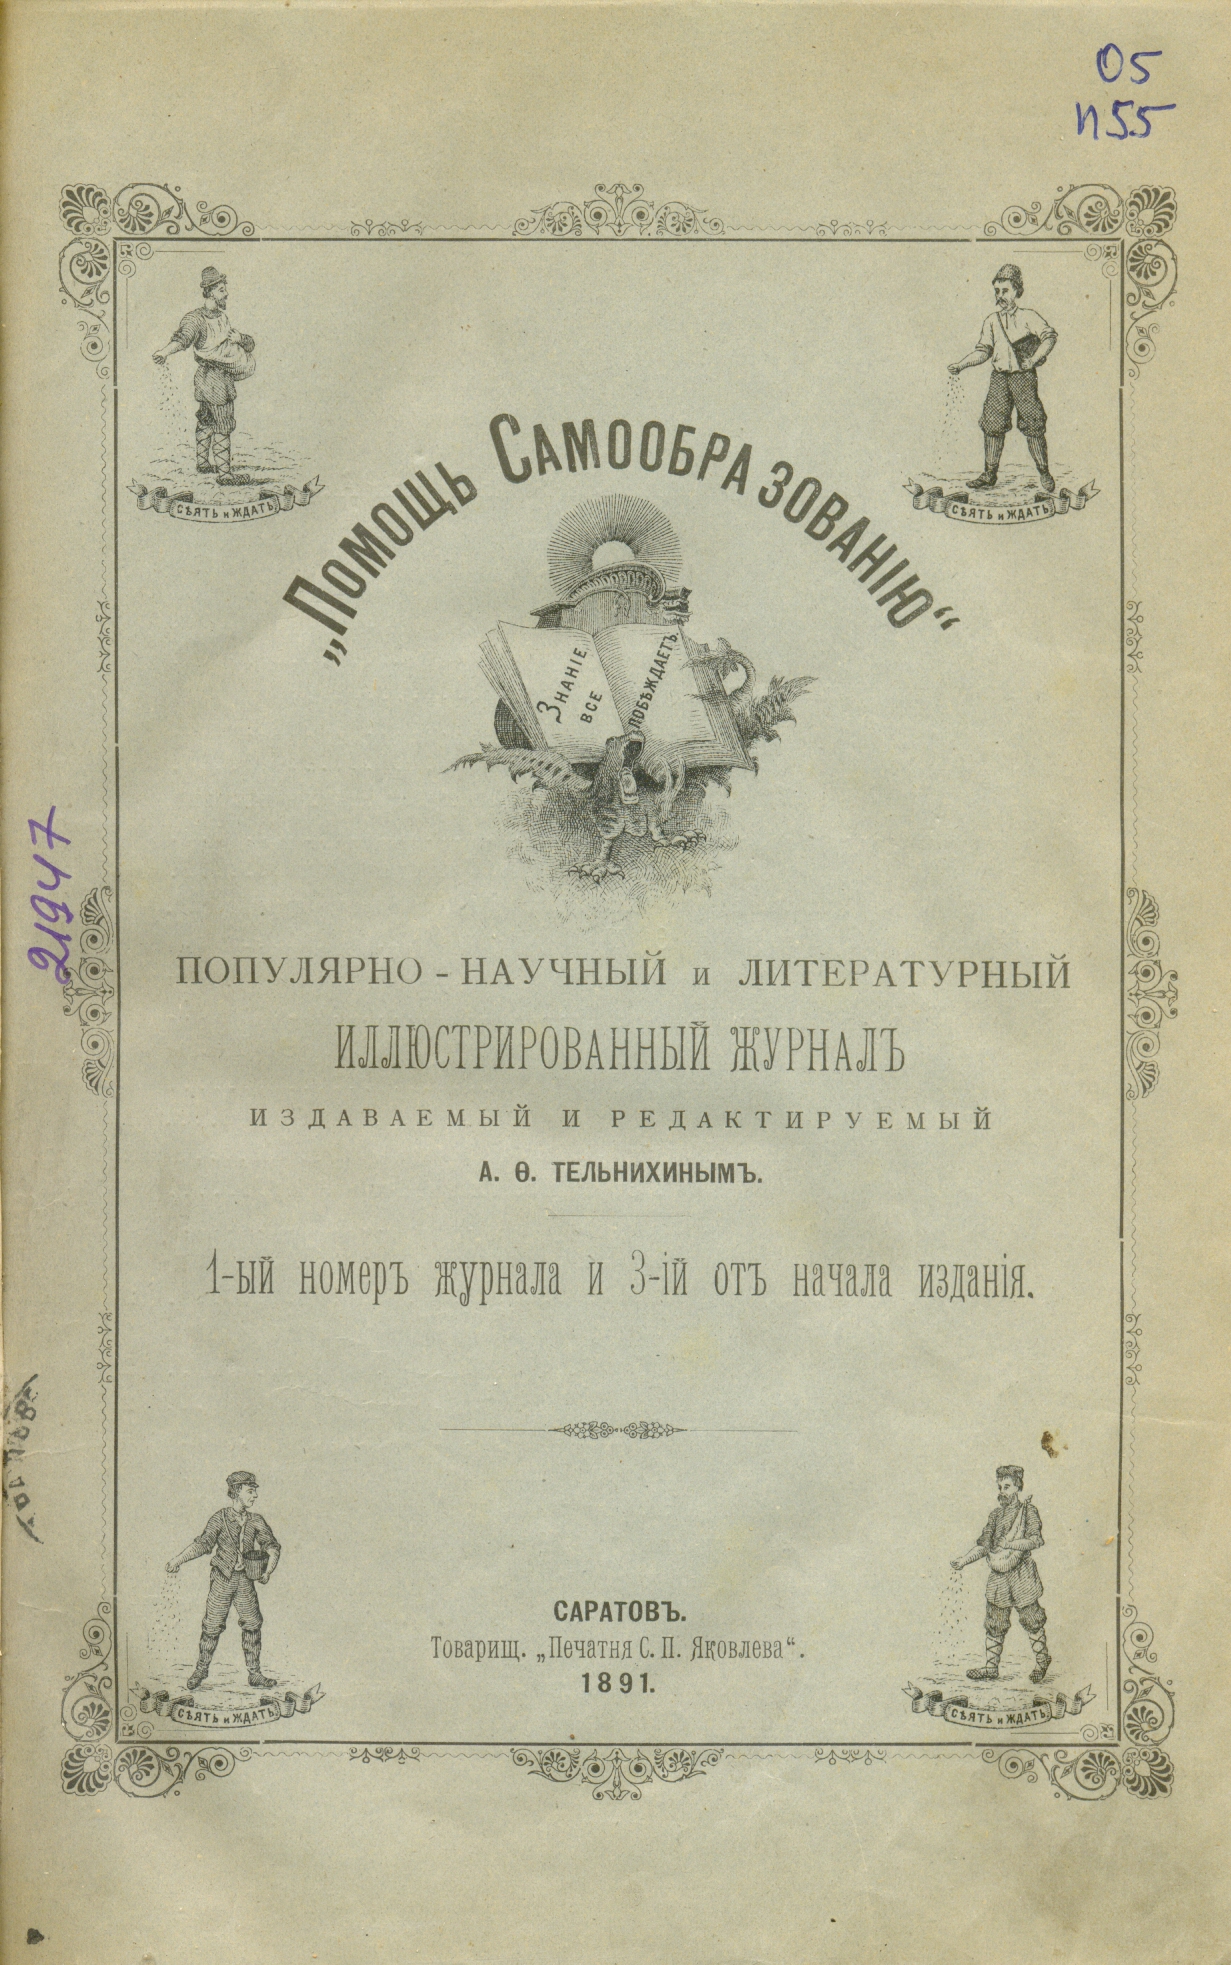 05
п55
СѢЯТЬ и ЖДАТЬ
СѢЯТЬ и ЖДАТЬ
„Помощь Самообразованію“
Знаніе
все
побѣждаетъ
21947
ПОПУЛЯРНО-НАУЧНЫЙ и ЛИТЕРАТУРНЫЙ
ИЛЛЮСТРИРОВАННЫЙ ЖУРНАЛЪ
ИЗДАВАЕМЫЙ И РЕДАКТИРУЕМЫЙ
А. Ѳ. ТЕЛЬНИХИНЫМЪ.
1-ый номеръ журнала и 3-ій отъ начала изданія.
САРАТОВЪ.
Товарищ. „Печатня С. П. Яковлева“.
1891.
СѢЯТЬ и ЖДАТЬ
СѢЯТЬ и ЖДАТЬ